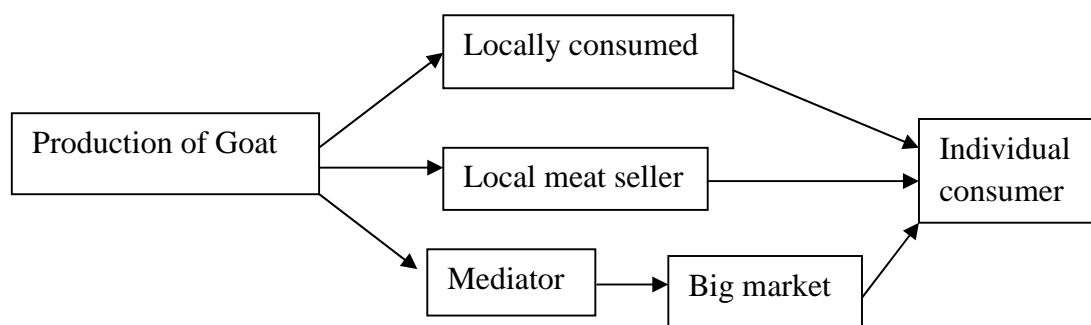 Locally consumed
Production of Goat
Local meat seller
Individual
consumer
Mediator
Big market